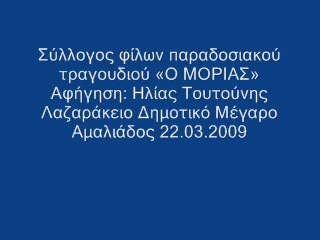 Σύλλογος φίλων παραδοσιακού
τραγουδιού «Ο ΜΟΡΙΑΣ»
Αφήγηση: Ηλίας Τουτούνης
Λαζαράκειο Δημοτικό Μέγαρο
Αμαλιάδος 22.03.2009